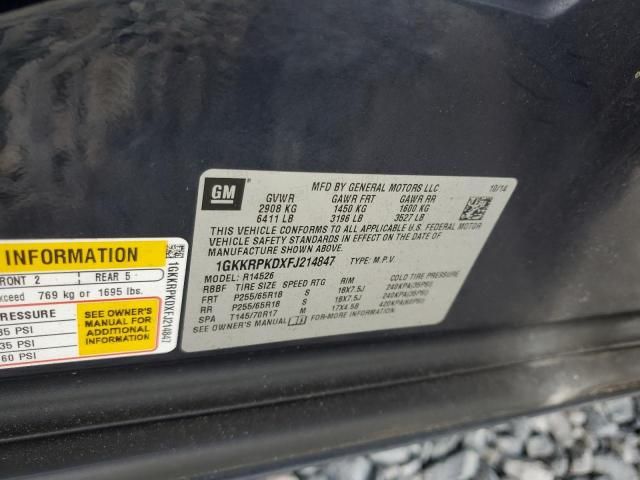 GM
MFD BY GENERAL MOTORS LLC
10/14
GVWR GAWR FRT GAWR RR
2908 KG 1450 KG 1600 KG
6411 LB 3196 LB 3527 LB
THIS VEHICLE CONFORMS TO ALL APPLICABLE U.S. FEDERAL MOTOR
VEHICLE SAFETY STANDARDS IN EFFECT ON THE DATE OF
MANUFACTURE SHOWN ABOVE.
1GKKRPKDXFJ214847 TYPE: M.P.V.
MODEL: R14526
RBBF TIRE SIZE SPEED RTG RIM COLD TIRE PRESSURE
FRT P255/65R18 S 18X7.5J 240KPA(35PSI)
RR P255/65R18 S 18X7.5J 240KPA(35PSI)
SPA T145/70R17 M 17X4.5B 420KPA(60PSI)
SEE OWNER'S MANUAL FOR MORE INFORMATION.
INFORMATION
FRONT 2 REAR 5
exceed 769 kg or 1695 lbs.
PRESSURE
35 PSI
35 PSI
60 PSI
SEE OWNER'S
MANUAL FOR
ADDITIONAL
INFORMATION
1GKKRPKDXFJ214847